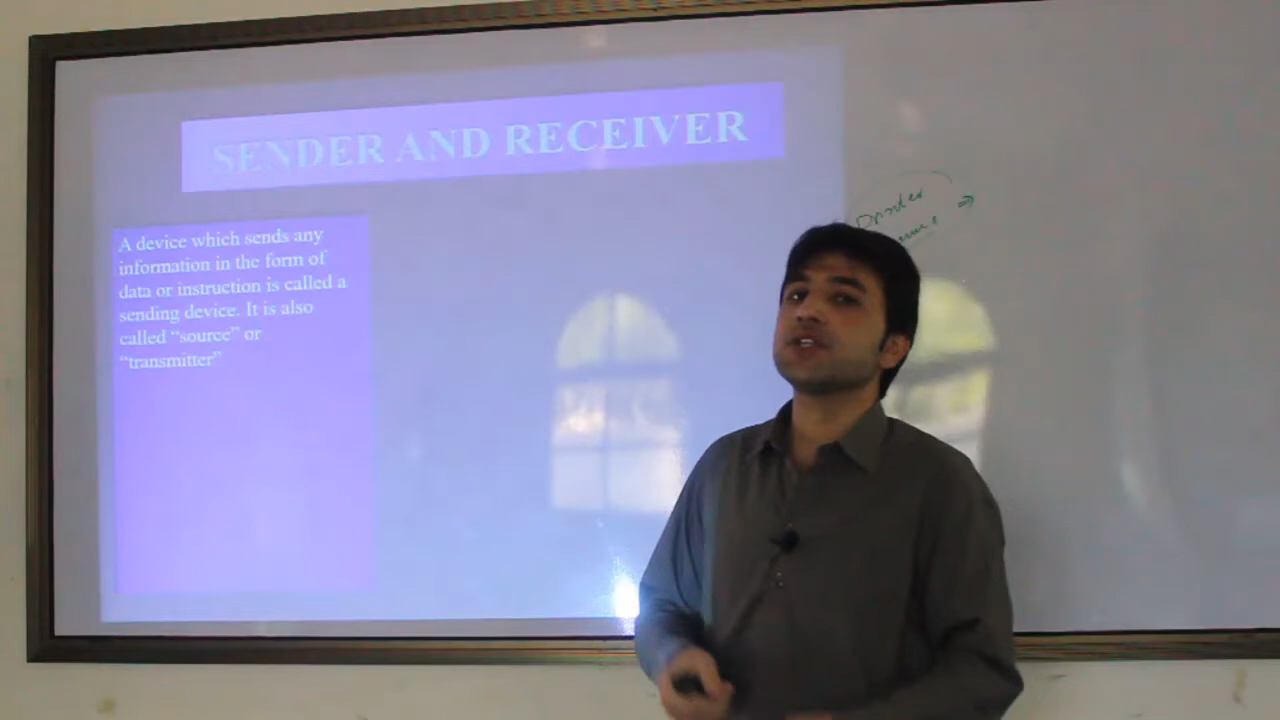 SENDER AND RECEIVER
A device which sends any
information in the form of
data or instruction is called a
sending device. It is also
called “source” or
“transmitter”